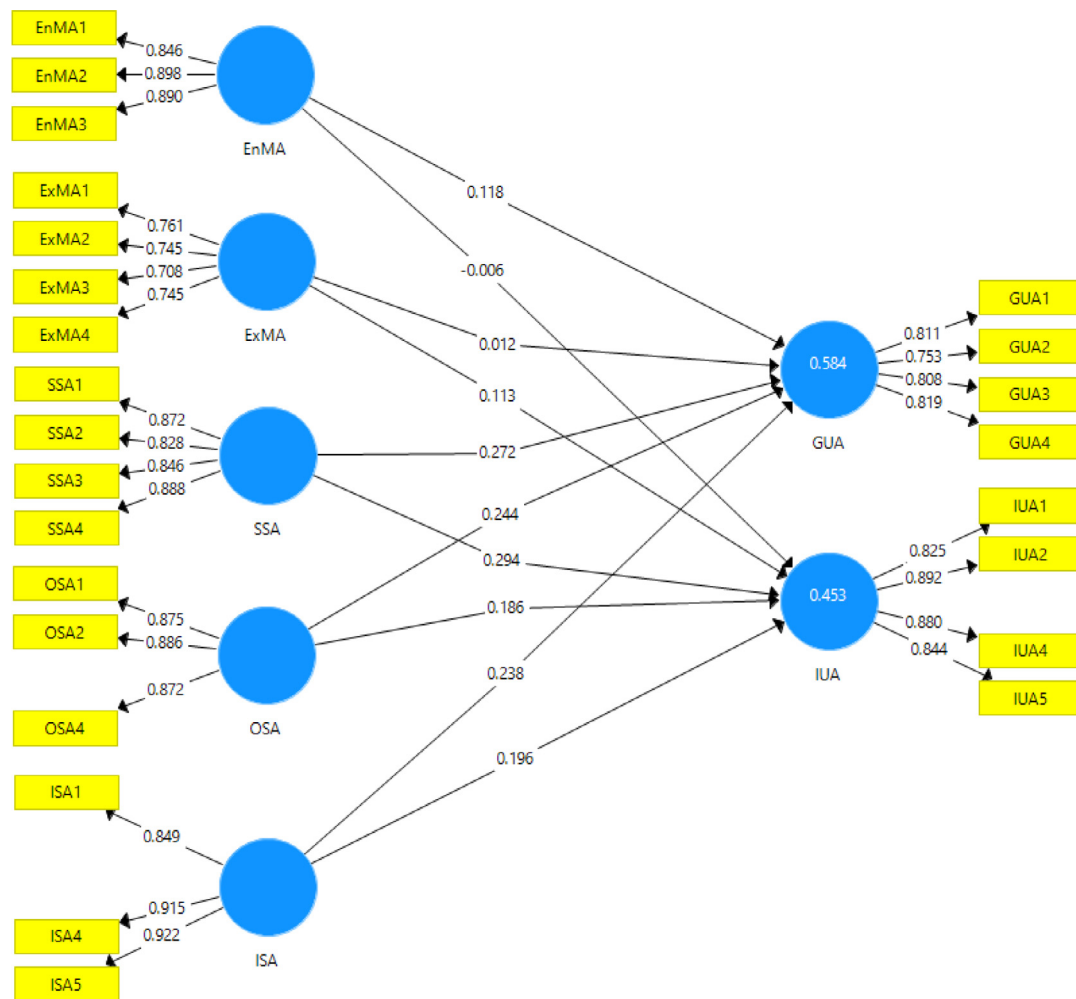 EnMA1
EnMA2
EnMA3
0.846
0.898
0.890
EnMA
ExMA1
ExMA2
ExMA3
ExMA4
0.761
0.745
0.708
0.745
ExMA
SSA1
SSA2
SSA3
SSA4
0.872
0.828
0.846
0.888
SSA
OSA1
OSA2
OSA4
0.875
0.886
0.872
OSA
ISA1
ISA4
ISA5
0.849
0.915
0.922
ISA
0.118
-0.006
0.012
0.113
0.272
0.244
0.294
0.186
0.238
0.196
0.584
GUA
0.811
0.753
0.808
0.819
GUA1
GUA2
GUA3
GUA4
0.453
IUA
0.825
0.892
0.880
0.844
IUA1
IUA2
IUA4
IUA5